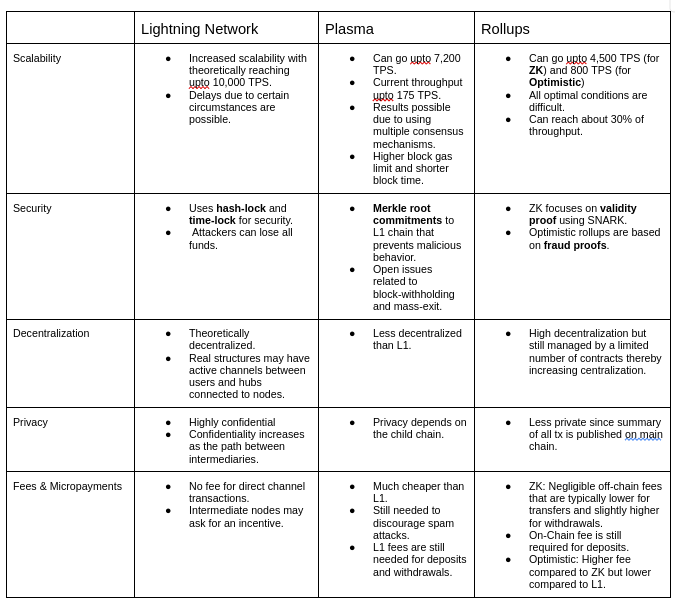 Lightning Network
Plasma
Rollups
Scalability
● Increased scalability with
theoretically reaching
upto 10,000 TPS.
● Delays due to certain
circumstances are
possible.
● Can go upto 7,200
TPS.
● Current throughput
upto 175 TPS.
● Results possible
due to using
multiple consensus
mechanisms.
● Higher block gas
limit and shorter
block time.
● Can go upto 4,500 TPS (for
ZK) and 800 TPS (for
Optimistic)
● All optimal conditions are
difficult.
● Can reach about 30% of
throughput.
Security
● Uses hash-lock and
time-lock for security.
● Attackers can lose all
funds.
● Merkle root
commitments to
L1 chain that
prevents malicious
behavior.
● Open issues
related to
block-withholding
and mass-exit.
● ZK focuses on validity
proof using SNARK.
● Optimistic rollups are based
on fraud proofs.
Decentralization
● Theoretically
decentralized.
● Real structures may have
active channels between
users and hubs
connected to nodes.
● Less decentralized
than L1.
● High decentralization but
still managed by a limited
number of contracts thereby
increasing centralization.
Privacy
● Highly confidential
● Confidentiality increases
as the path between
intermediaries.
● Privacy depends on
the child chain.
● Less private since summary
of all tx is published on main
chain.
Fees & Micropayments
● No fee for direct channel
transactions.
● Intermediate nodes may
ask for an incentive.
● Much cheaper than
L1.
● Still needed to
discourage spam
attacks.
● L1 fees are still
needed for deposits
and withdrawals.
● ZK: Negligible off-chain fees
that are typically lower for
transfers and slightly higher
for withdrawals.
● On-Chain fee is still
required for deposits.
● Optimistic: Higher fee
compared to ZK but lower
compared to L1.